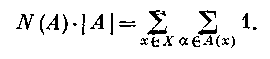 N(A)·|A| = ∑_{x∈X} ∑_{α∈A(x)} 1.